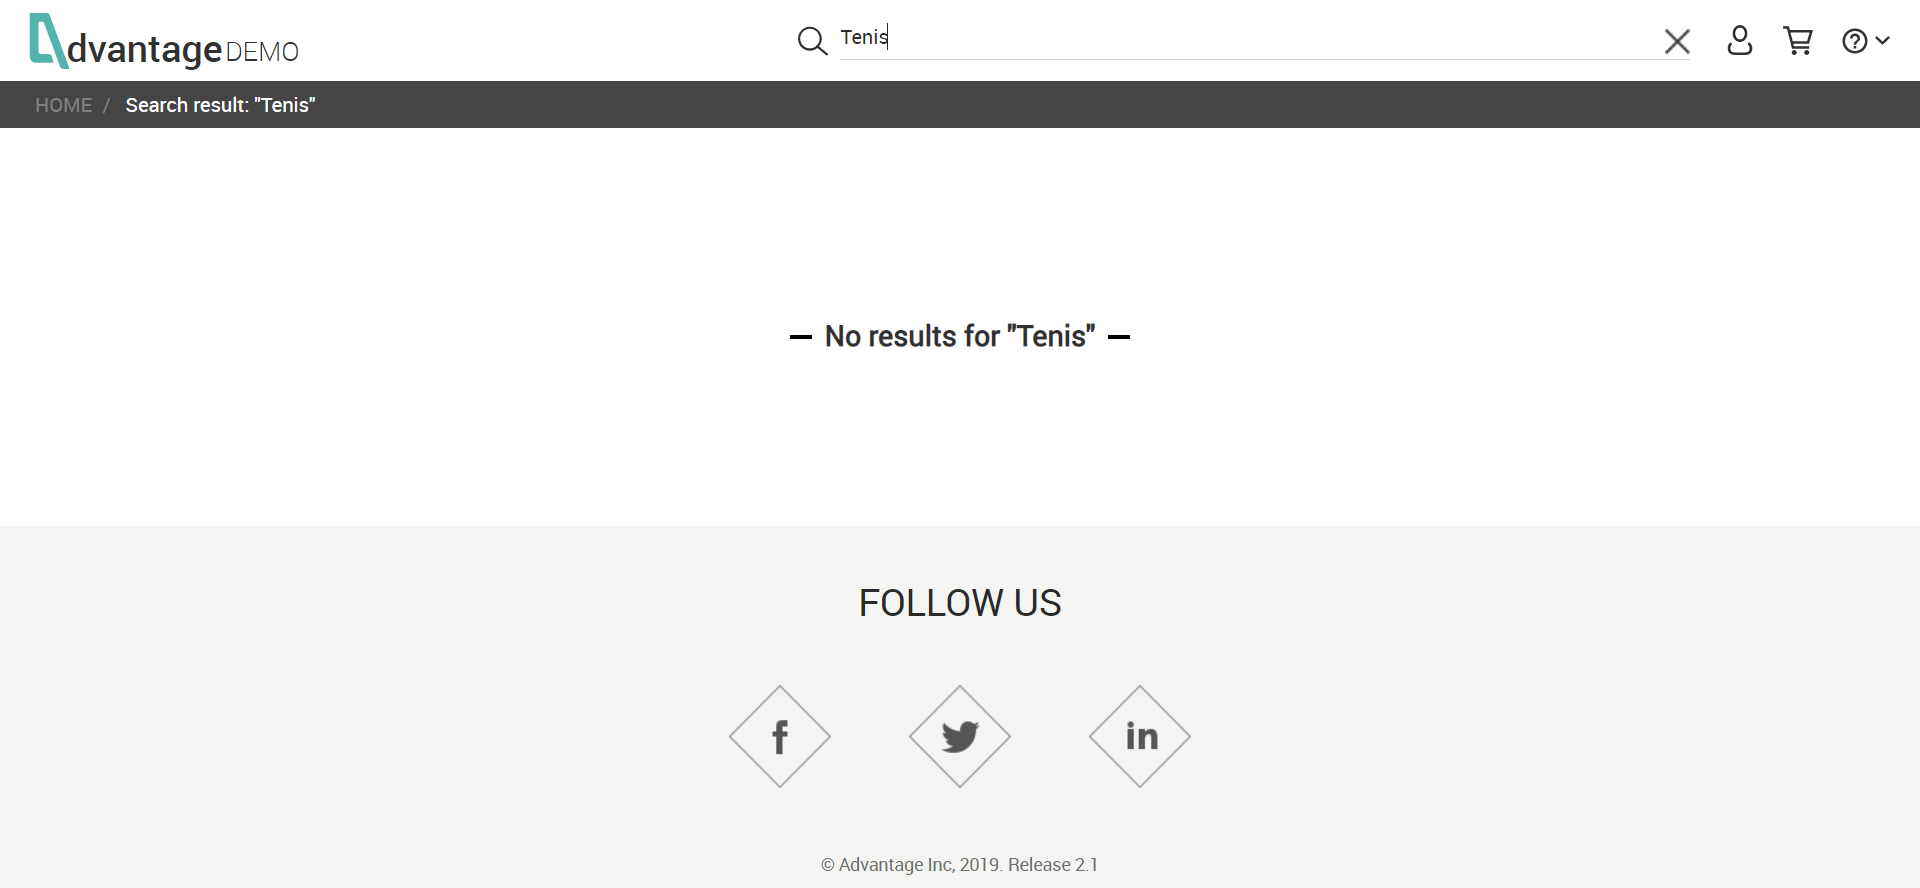 Advantage DEMO
Tenis
HOME / Search result: "Tenis"
No results for "Tenis"
FOLLOW US
f
in
© Advantage Inc, 2019. Release 2.1